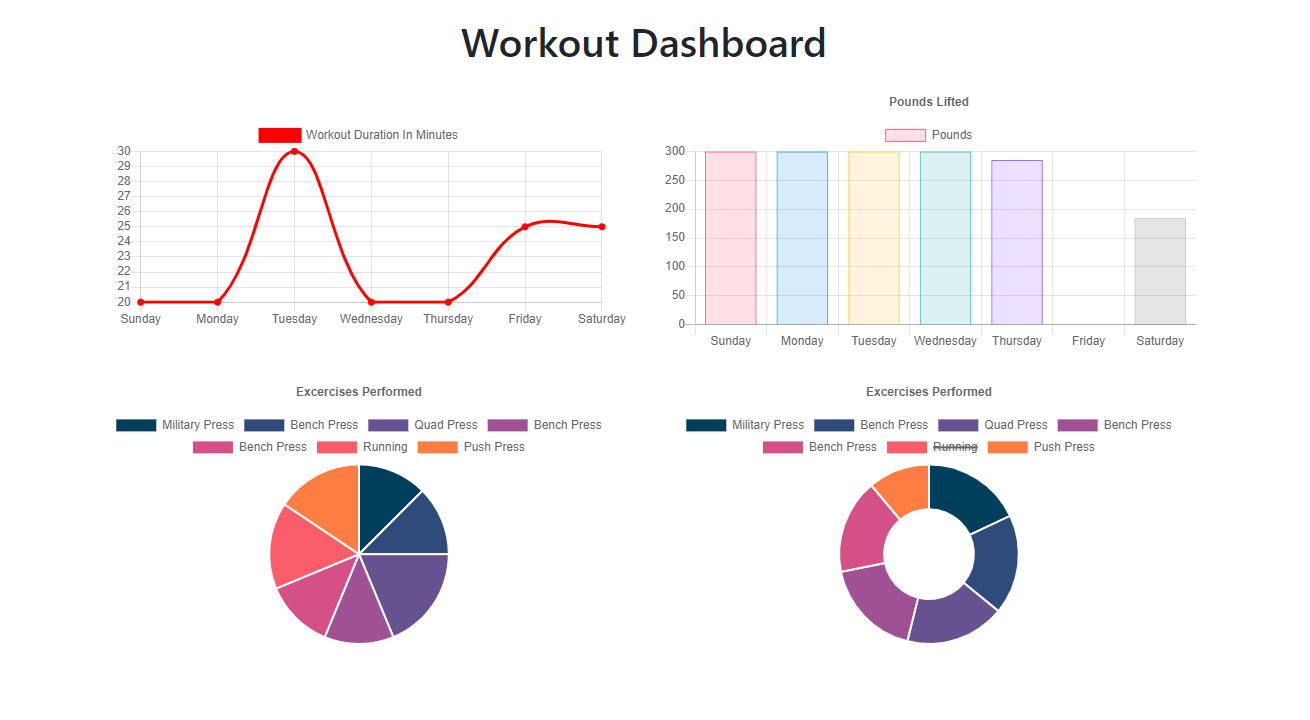 Workout Dashboard
Workout Duration In Minutes
30
29
28
27
26
25
24
23
22
21
20
Sunday Monday Tuesday Wednesday Thursday Friday Saturday
Pounds Lifted
Pounds
300
250
200
150
100
50
0
Sunday Monday Tuesday Wednesday Thursday Friday Saturday
Excercises Performed
Military Press Bench Press Quad Press Bench Press
Bench Press Running Push Press
Excercises Performed
Military Press Bench Press Quad Press Bench Press
Bench Press Running Push Press